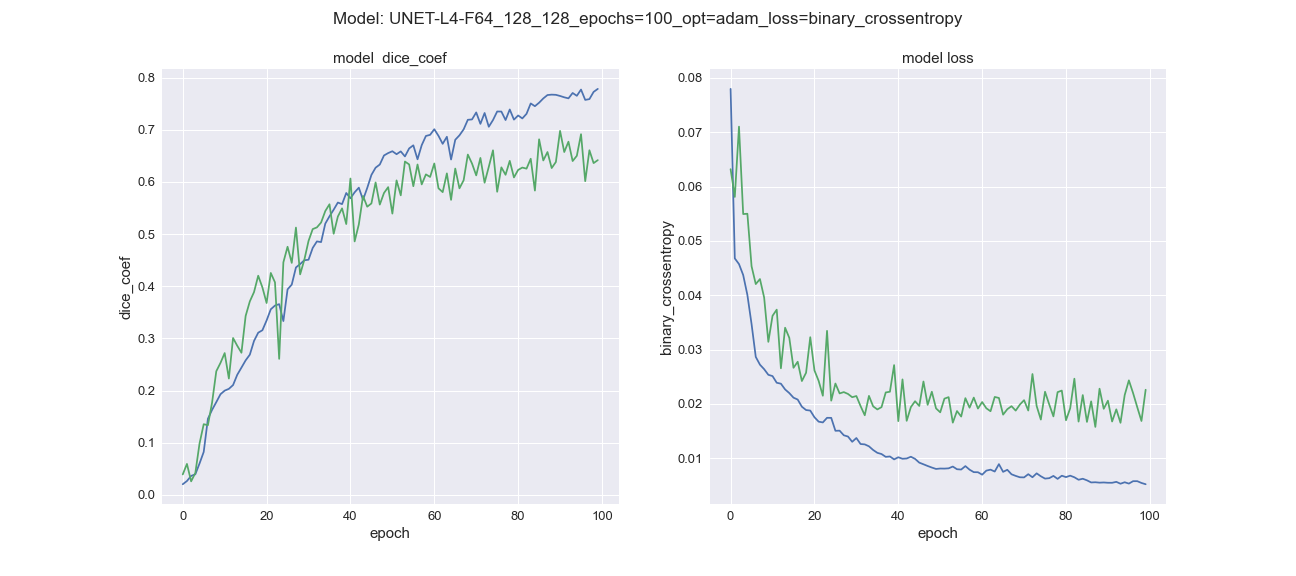 Model: UNET-L4-F64_128_128_epochs=100_opt=adam_loss=binary_crossentropy
model  dice_coef
0.8
0.7
0.6
0.5
0.4
0.3
0.2
0.1
0.0
dice_coef
0 20 40 60 80 100
epoch
model loss
0.08
0.07
0.06
0.05
0.04
0.03
0.02
0.01
binary_crossentropy
0 20 40 60 80 100
epoch